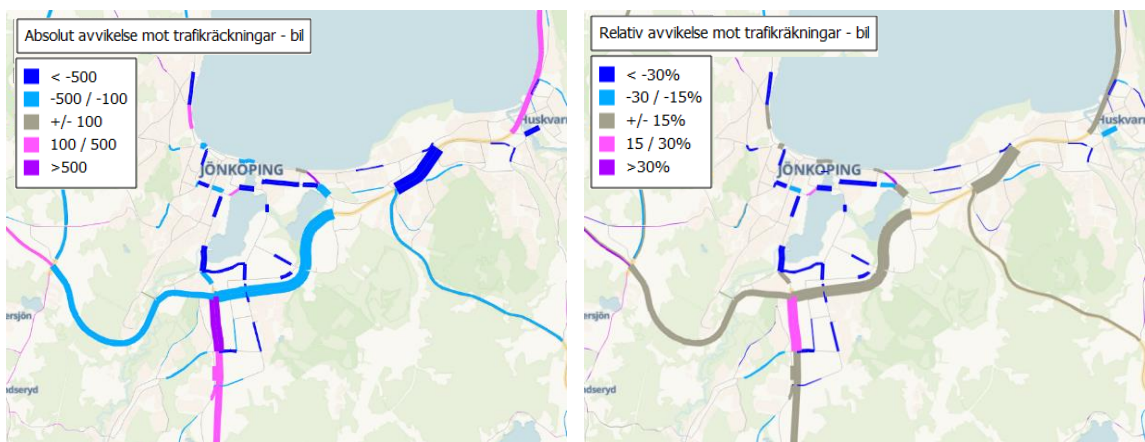 Absolut avvikelse mot trafikräckningar - bil
< -500
-500 / -100
+/- 100
100 / 500
>500
JÖNKÖPING
Huskvarn
ersjön
ndseryd
Relativ avvikelse mot trafikräkningar - bil
< -30%
-30 / -15%
+/- 15%
15 / 30%
>30%
JÖNKÖPING
Huskvarn
ersjön
ndseryd